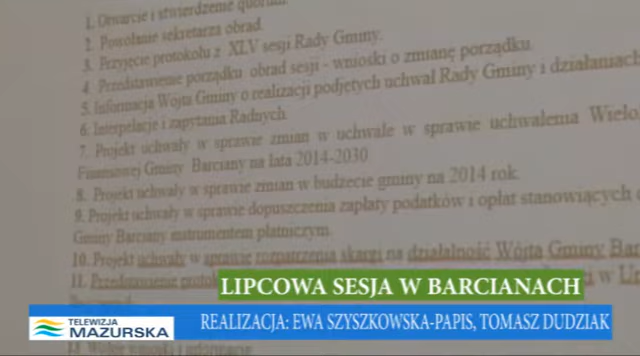 1. Otwarcie i stwierdzenie quorum.
2. Powołanie sekretarza obrad.
3. Przyjęcie protokołu z XLV sesji Rady Gminy.
4. Przedstawienie porządku obrad sesji - wnioski o zmianę porządku.
5. Informacja Wójta Gminy o realizacji podjętych uchwał Rady Gminy i działaniach
6. Interpelacje i zapytania Radnych.
7. Projekt uchwały w sprawie zmian w uchwale w sprawie uchwalenia Wielo
Finansowej Gminy Barciany na lata 2014-2030.
8. Projekt uchwały w sprawie zmian w budżecie gminy na 2014 rok.
9. Projekt uchwały w sprawie dopuszczenia zapłaty podatków i opłat stanowiących
Gminy Barciany instrumentem płatniczym.
10. Projekt uchwały w sprawie rozpatrzenia skargi na działalność Wójta Gminy Bar
11. Przedstawienie
LIPCOWA SESJA W BARCIANACH
TELEWIZJA
MAZURSKA
REALIZACJA: EWA SZYSZKOWSKA-PAPIS, TOMASZ DUDZIAK